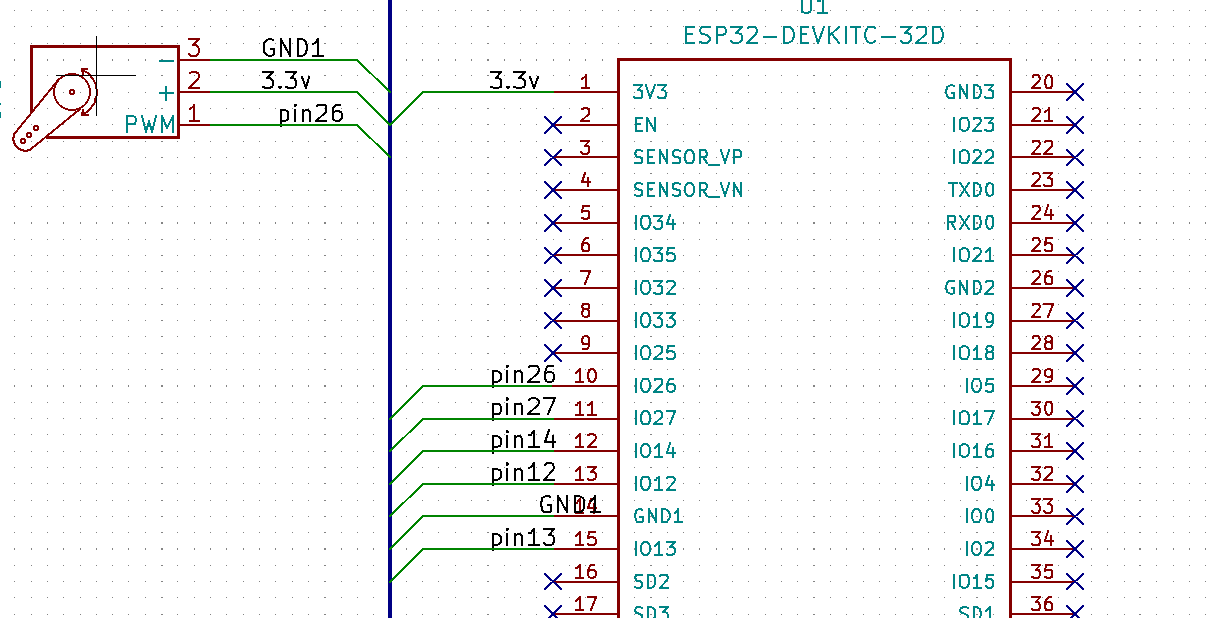 U1
ESP32-DEVKITC-32D
3 GND1
-
2 3.3v
+
1 pin26
PWM
3.3v 1 3V3 GND3 20
2 EN IO23 21
3 SENSOR_VP IO22 22
4 SENSOR_VN TXD0 23
5 IO34 RXD0 24
6 IO35 IO21 25
7 IO32 GND2 26
8 IO33 IO19 27
9 IO25 IO18 28
pin26 10 IO26 IO5 29
pin27 11 IO27 IO17 30
pin14 12 IO14 IO16 31
pin12 13 IO12 IO4 32
GND1 14 GND1 IO0 33
pin13 15 IO13 IO2 34
16 SD2 IO15 35
17 SD3 SD1 36